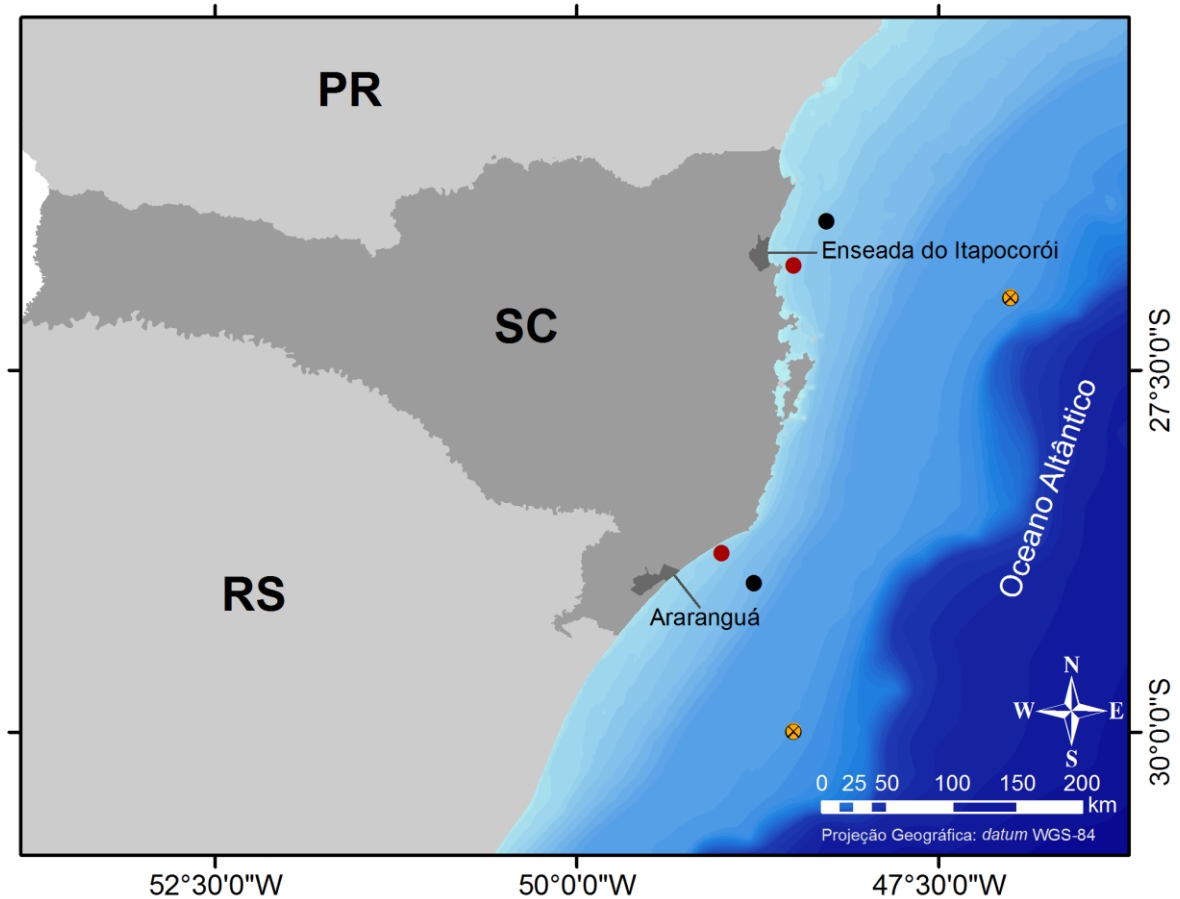 PR
Enseada do Itapocorói
SC
27°30'0"S
Oceano Altântico
RS
Araranguá
N
W E
S
30°0'0"S
0 25 50 100 150 200
km
Projeção Geográfica: datum WGS-84
52°30'0"W 50°0'0"W 47°30'0"W